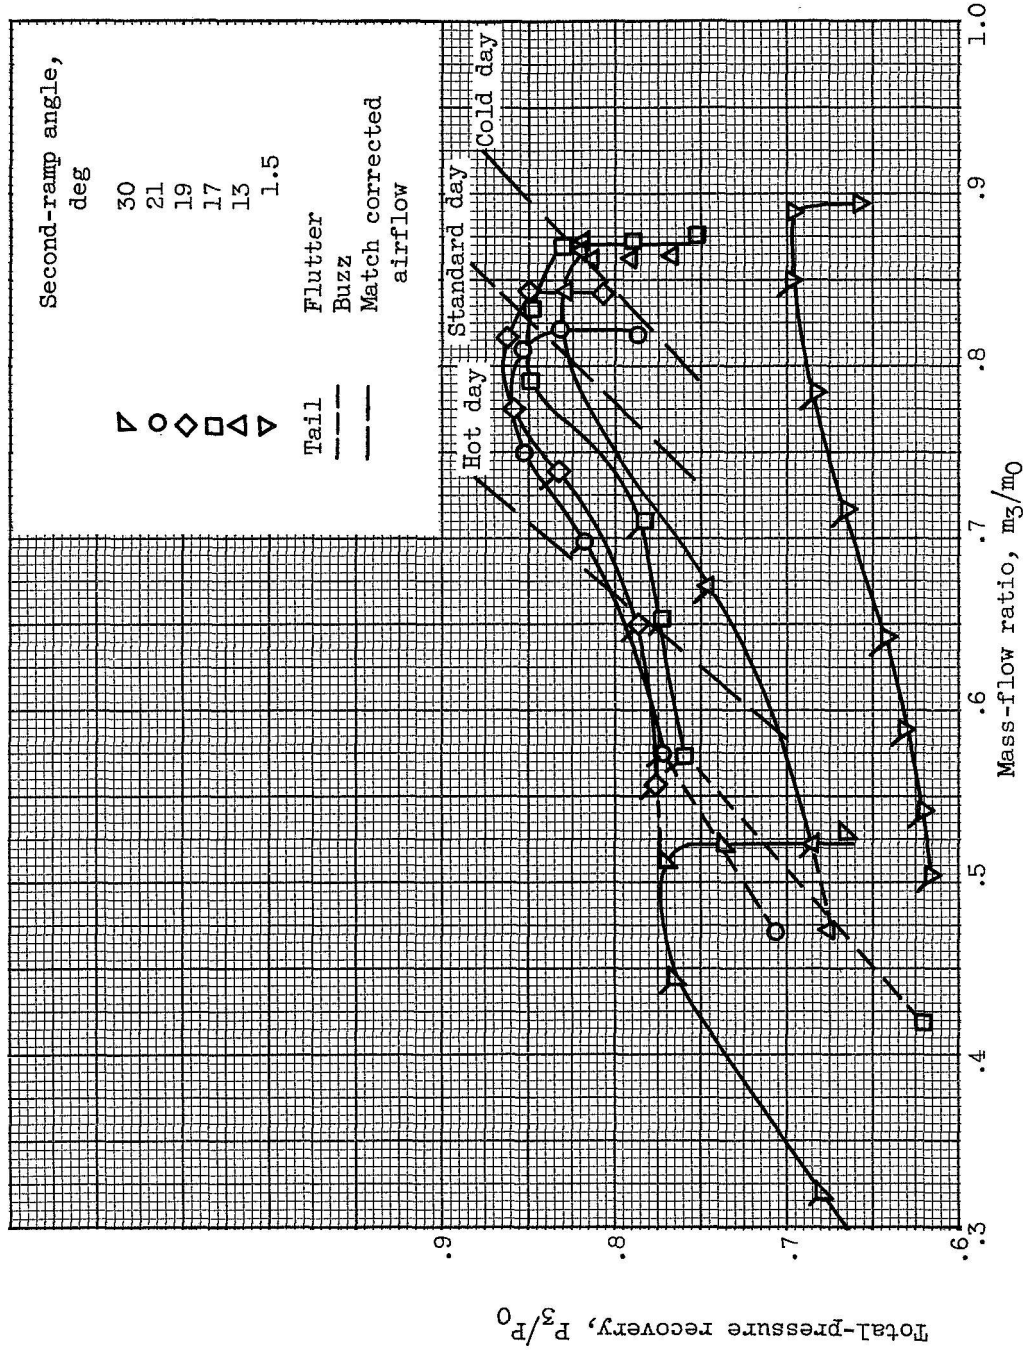 Second-ramp angle,
deg
30
21
19
17
13
1.5
Tail Flutter
Buzz
Match corrected
airflow
Hot day
Standard day
Cold day
.9
.8
.7
.6
.3
.4
.5
.6
.7
.8
.9
1.0
Total-pressure recovery, P3/P0
Mass-flow ratio, m3/m0